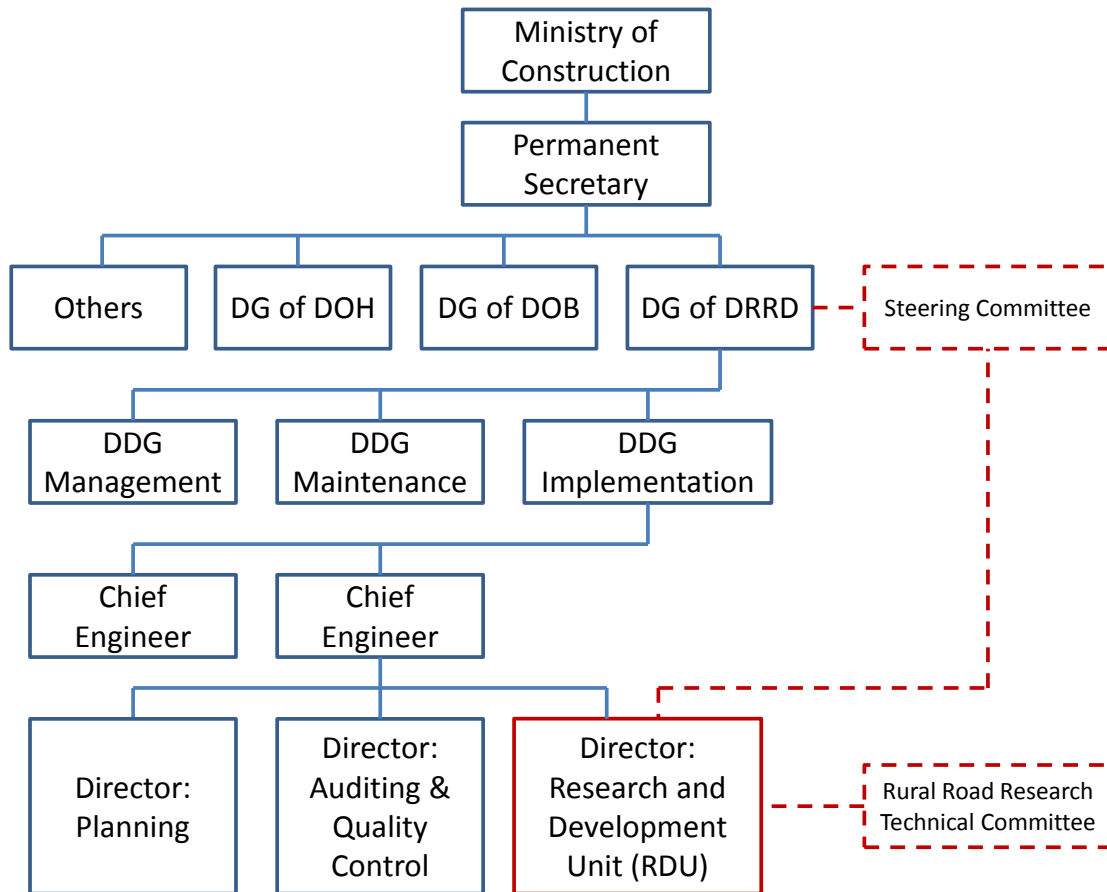 Ministry of
Construction
Permanent
Secretary
Others
DG of DOH
DG of DOB
DG of DRRD
Steering Committee
DDG
Management
DDG
Maintenance
DDG
Implementation
Chief
Engineer
Chief
Engineer
Director:
Planning
Director:
Auditing &
Quality
Control
Director:
Research and
Development
Unit (RDU)
Rural Road Research
Technical Committee